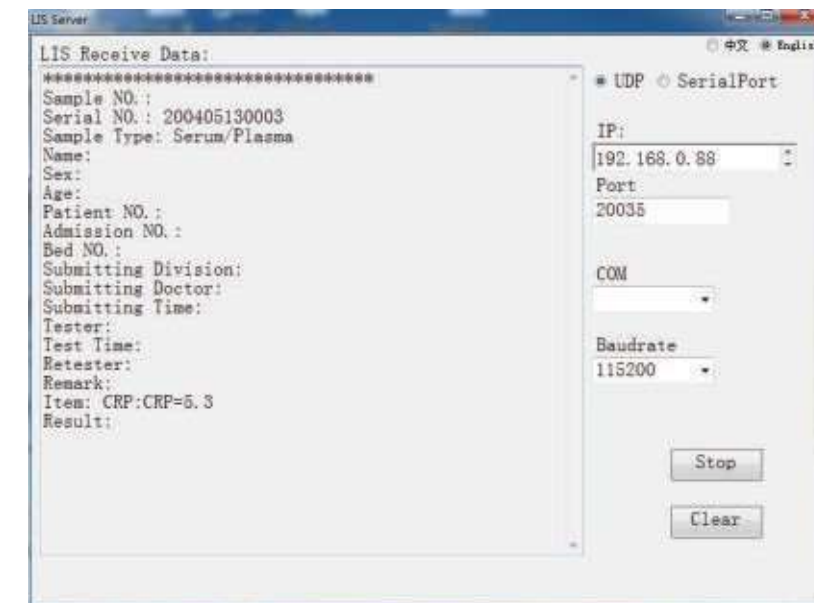 LIS Server
中文 Englis
LIS Receive Data:
*********************************
Sample NO.:
Serial NO.: 200405130003
Sample Type: Serum/Plasma
Name:
Sex:
Age:
Patient NO.:
Admission NO.:
Bed NO.:
Submitting Division:
Submitting Doctor:
Submitting Time:
Tester:
Test Time:
Retester:
Remark:
Item: CRP:CRP=5.3
Result:
UDP SerialPort
IP:
192.168.0.88
Port
20035
COM
Baudrate
115200
Stop
Clear